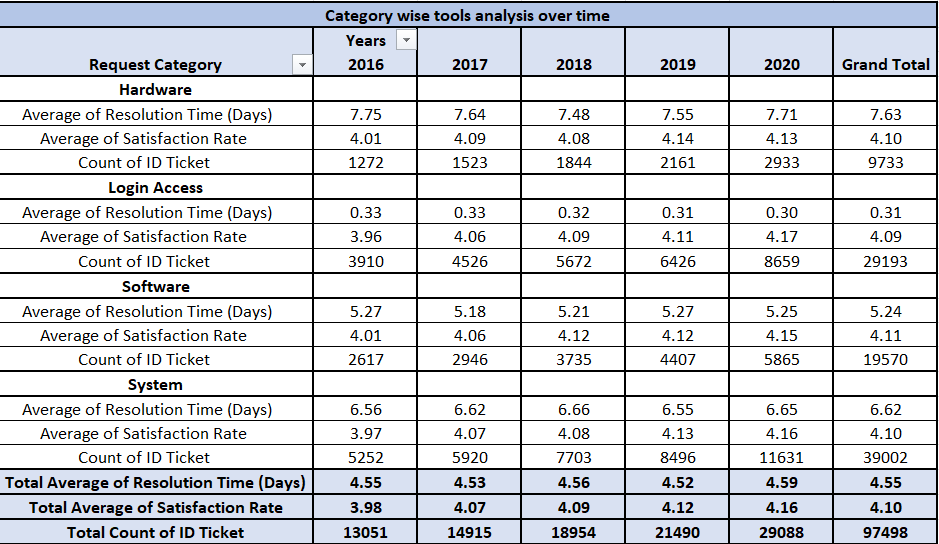 Category wise tools analysis over time
Years
Request Category 2016 2017 2018 2019 2020 Grand Total
Hardware
Average of Resolution Time (Days) 7.75 7.64 7.48 7.55 7.71 7.63
Average of Satisfaction Rate 4.01 4.09 4.08 4.14 4.13 4.10
Count of ID Ticket 1272 1523 1844 2161 2933 9733
Login Access
Average of Resolution Time (Days) 0.33 0.33 0.32 0.31 0.30 0.31
Average of Satisfaction Rate 3.96 4.06 4.09 4.11 4.17 4.09
Count of ID Ticket 3910 4526 5672 6426 8659 29193
Software
Average of Resolution Time (Days) 5.27 5.18 5.21 5.27 5.25 5.24
Average of Satisfaction Rate 4.01 4.06 4.12 4.12 4.15 4.11
Count of ID Ticket 2617 2946 3735 4407 5865 19570
System
Average of Resolution Time (Days) 6.56 6.62 6.66 6.55 6.65 6.62
Average of Satisfaction Rate 3.97 4.07 4.08 4.13 4.16 4.10
Count of ID Ticket 5252 5920 7703 8496 11631 39002
Total Average of Resolution Time (Days) 4.55 4.53 4.56 4.52 4.59 4.55
Total Average of Satisfaction Rate 3.98 4.07 4.09 4.12 4.16 4.10
Total Count of ID Ticket 13051 14915 18954 21490 29088 97498